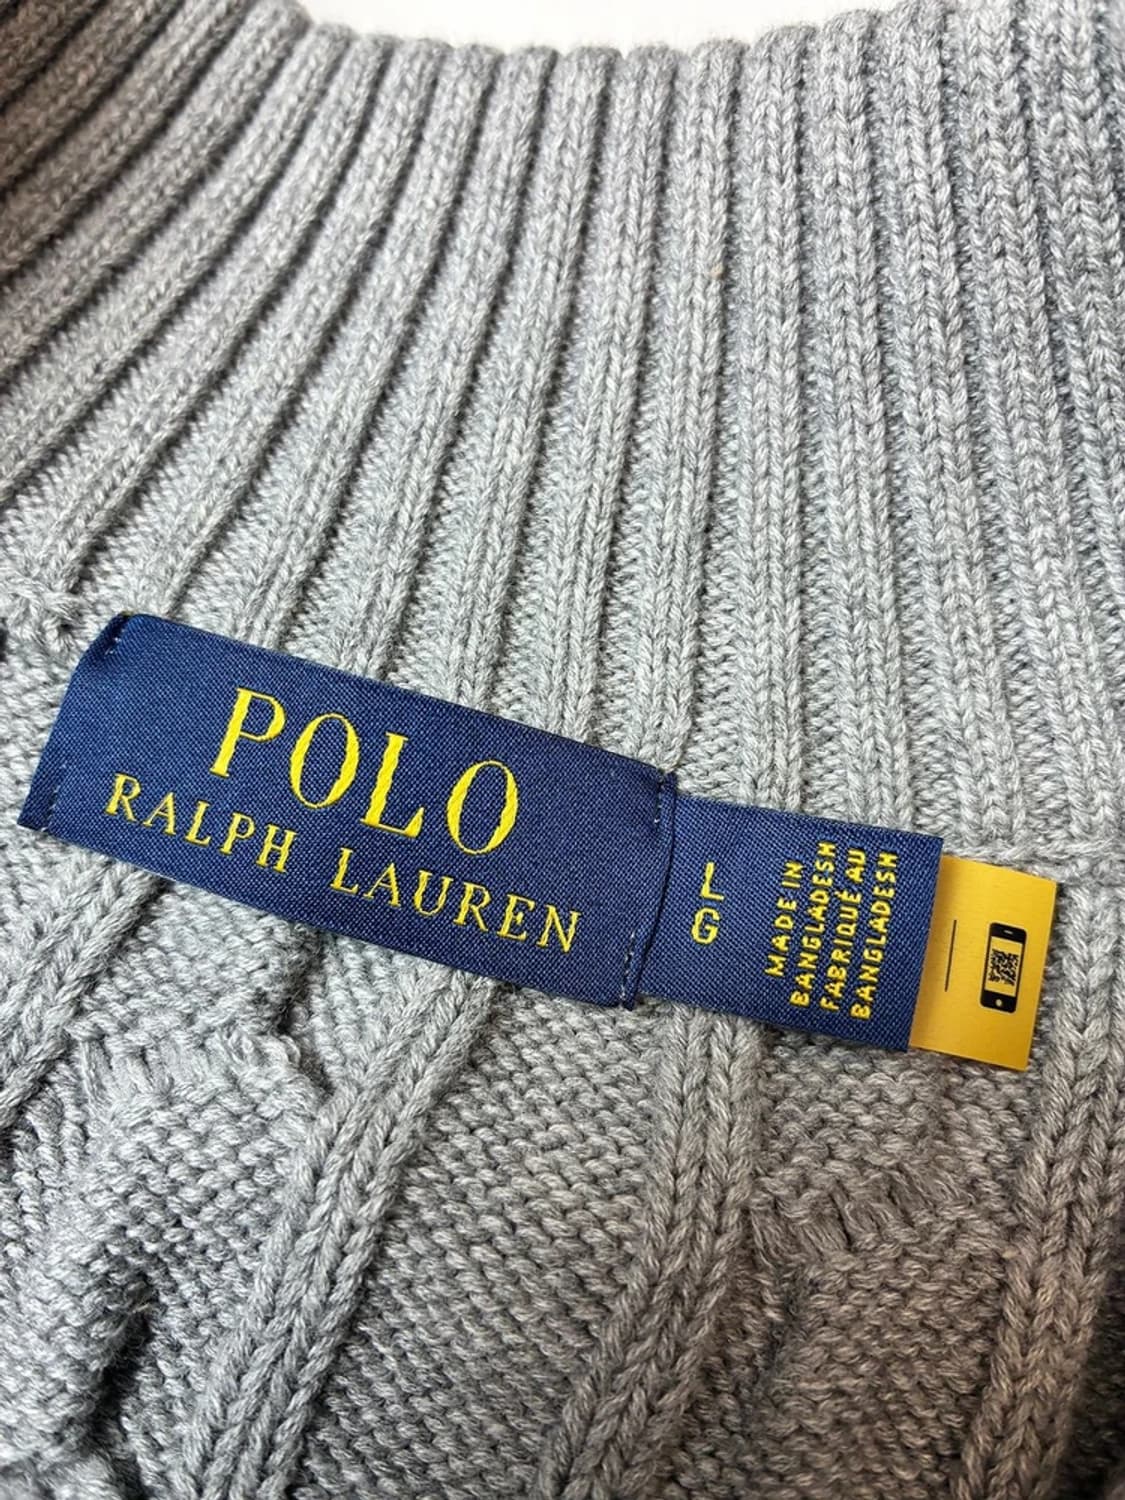 POLO
RALPH LAUREN
L
G
MADE IN
BANGLADESH
FABRIQUÉ AU
BANGLADESH